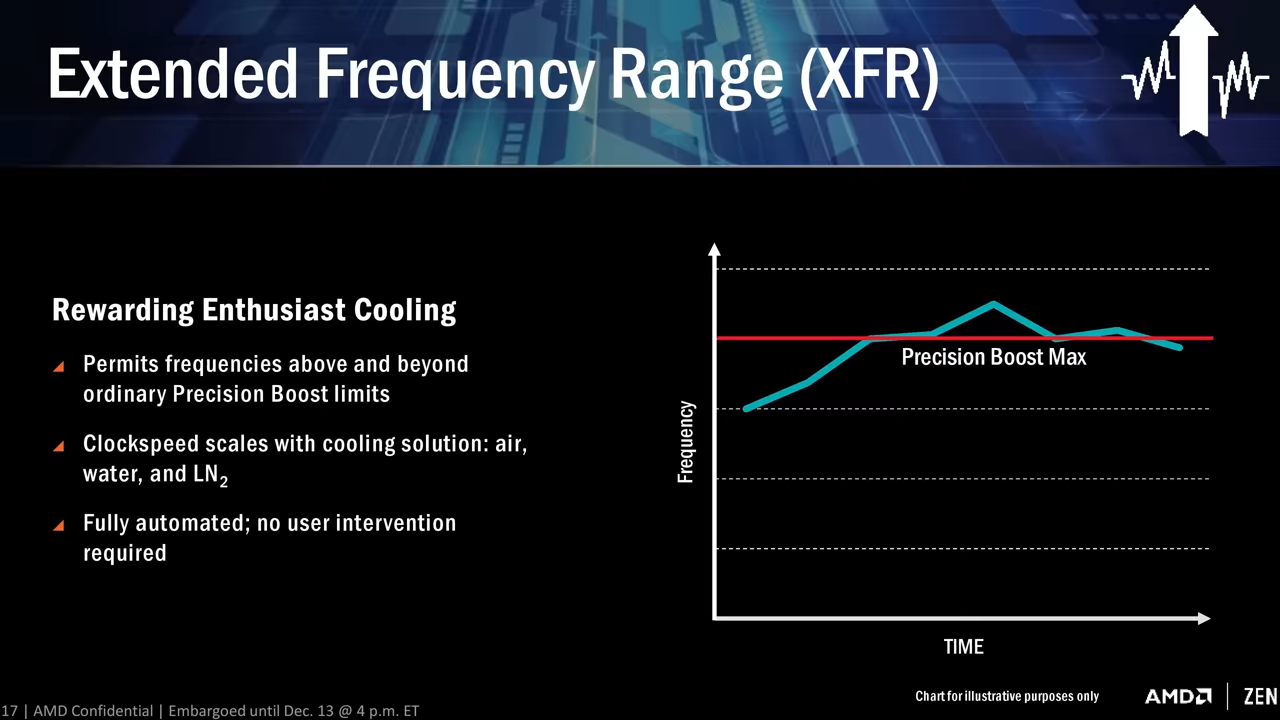 Extended Frequency Range (XFR)
Rewarding Enthusiast Cooling
Permits frequencies above and beyond
ordinary Precision Boost limits
Clockspeed scales with cooling solution: air,
water, and LN₂
Fully automated; no user intervention
required
Frequency
Precision Boost Max
TIME
Chart for illustrative purposes only
AMD | ZEN
17 | AMD Confidential | Embargoed until Dec. 13 @ 4 p.m. ET